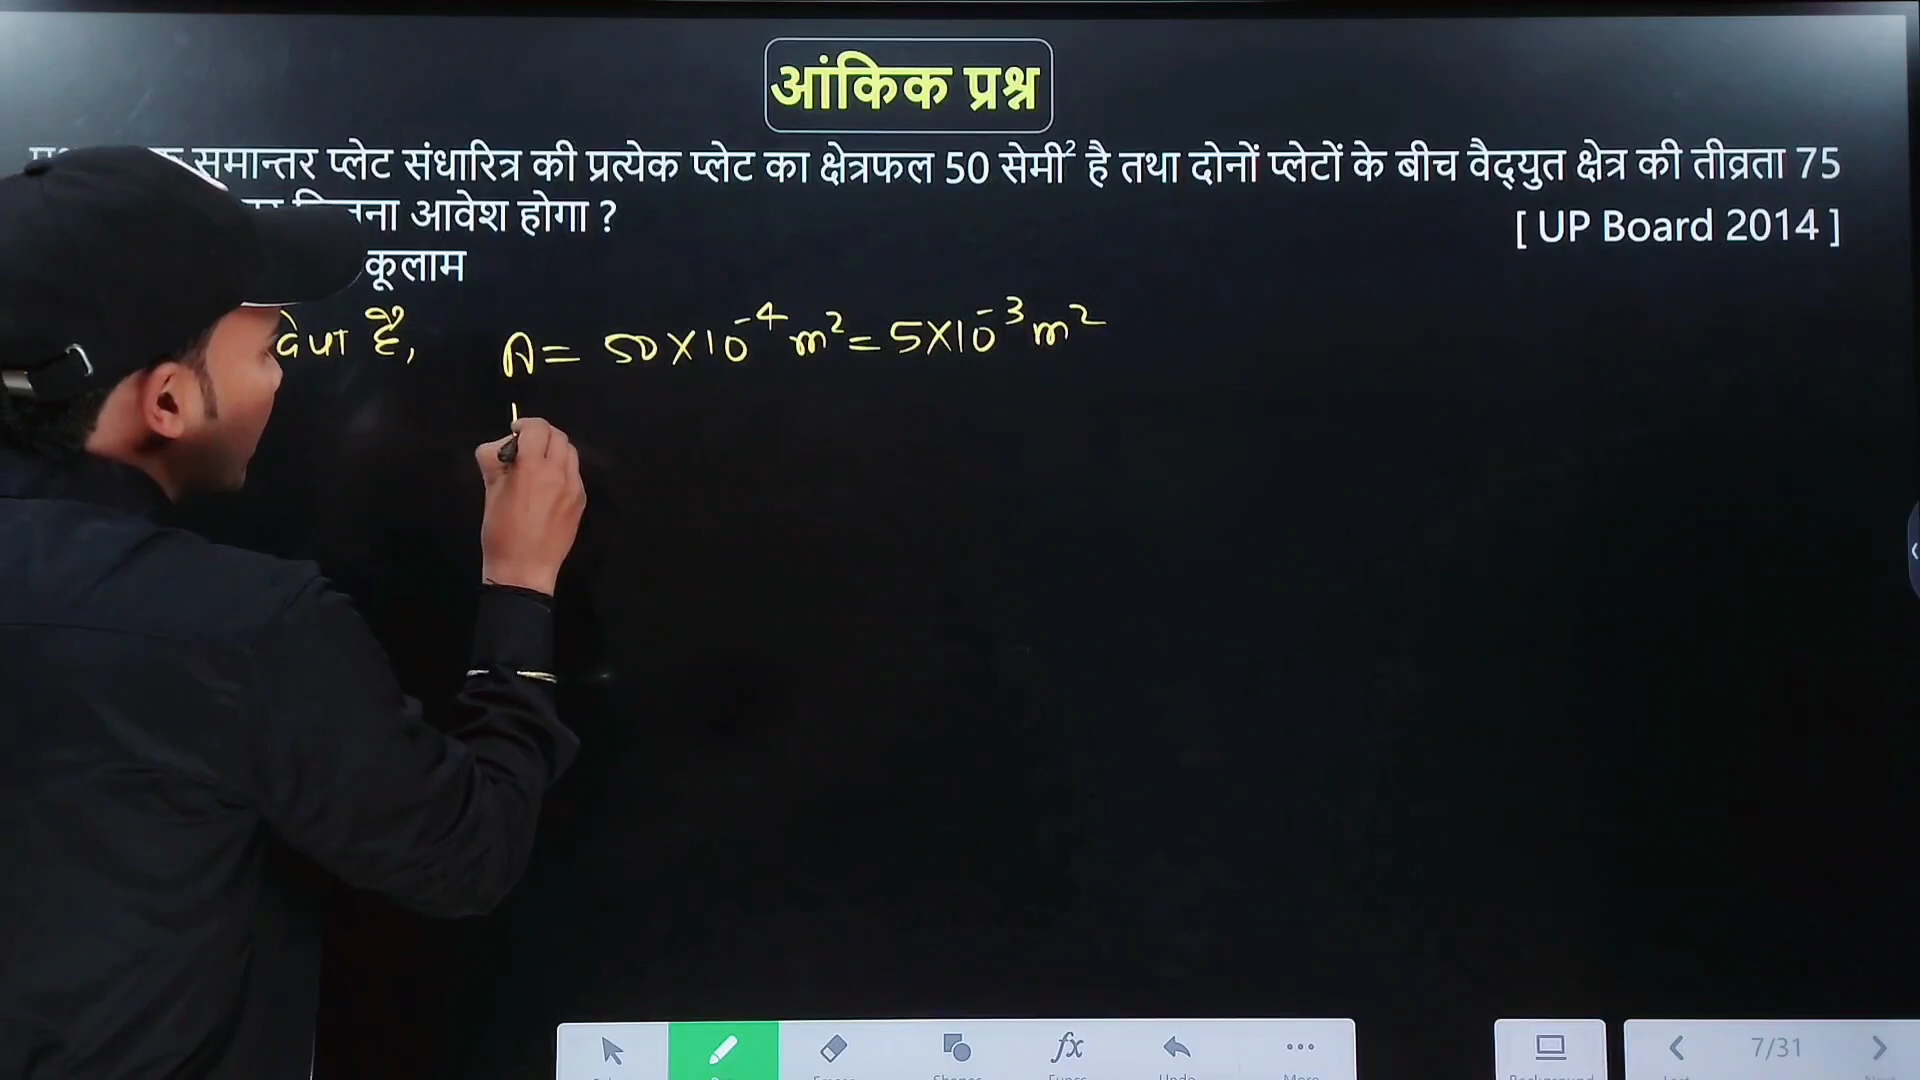 आंकिक प्रश्न
समान्तर प्लेट संधारित्र की प्रत्येक प्लेट का क्षेत्रफल 50 सेमी² है तथा दोनों प्लेटों के बीच वैद्युत क्षेत्र की तीव्रता 75
आवेश होगा ?
[ UP Board 2014 ]
कूलाम
है, A = 50×10⁻⁴ m² = 5×10⁻³ m²
fx
7/31